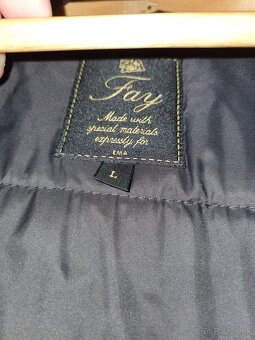 Fay
Made with
special materials
expressly for
L